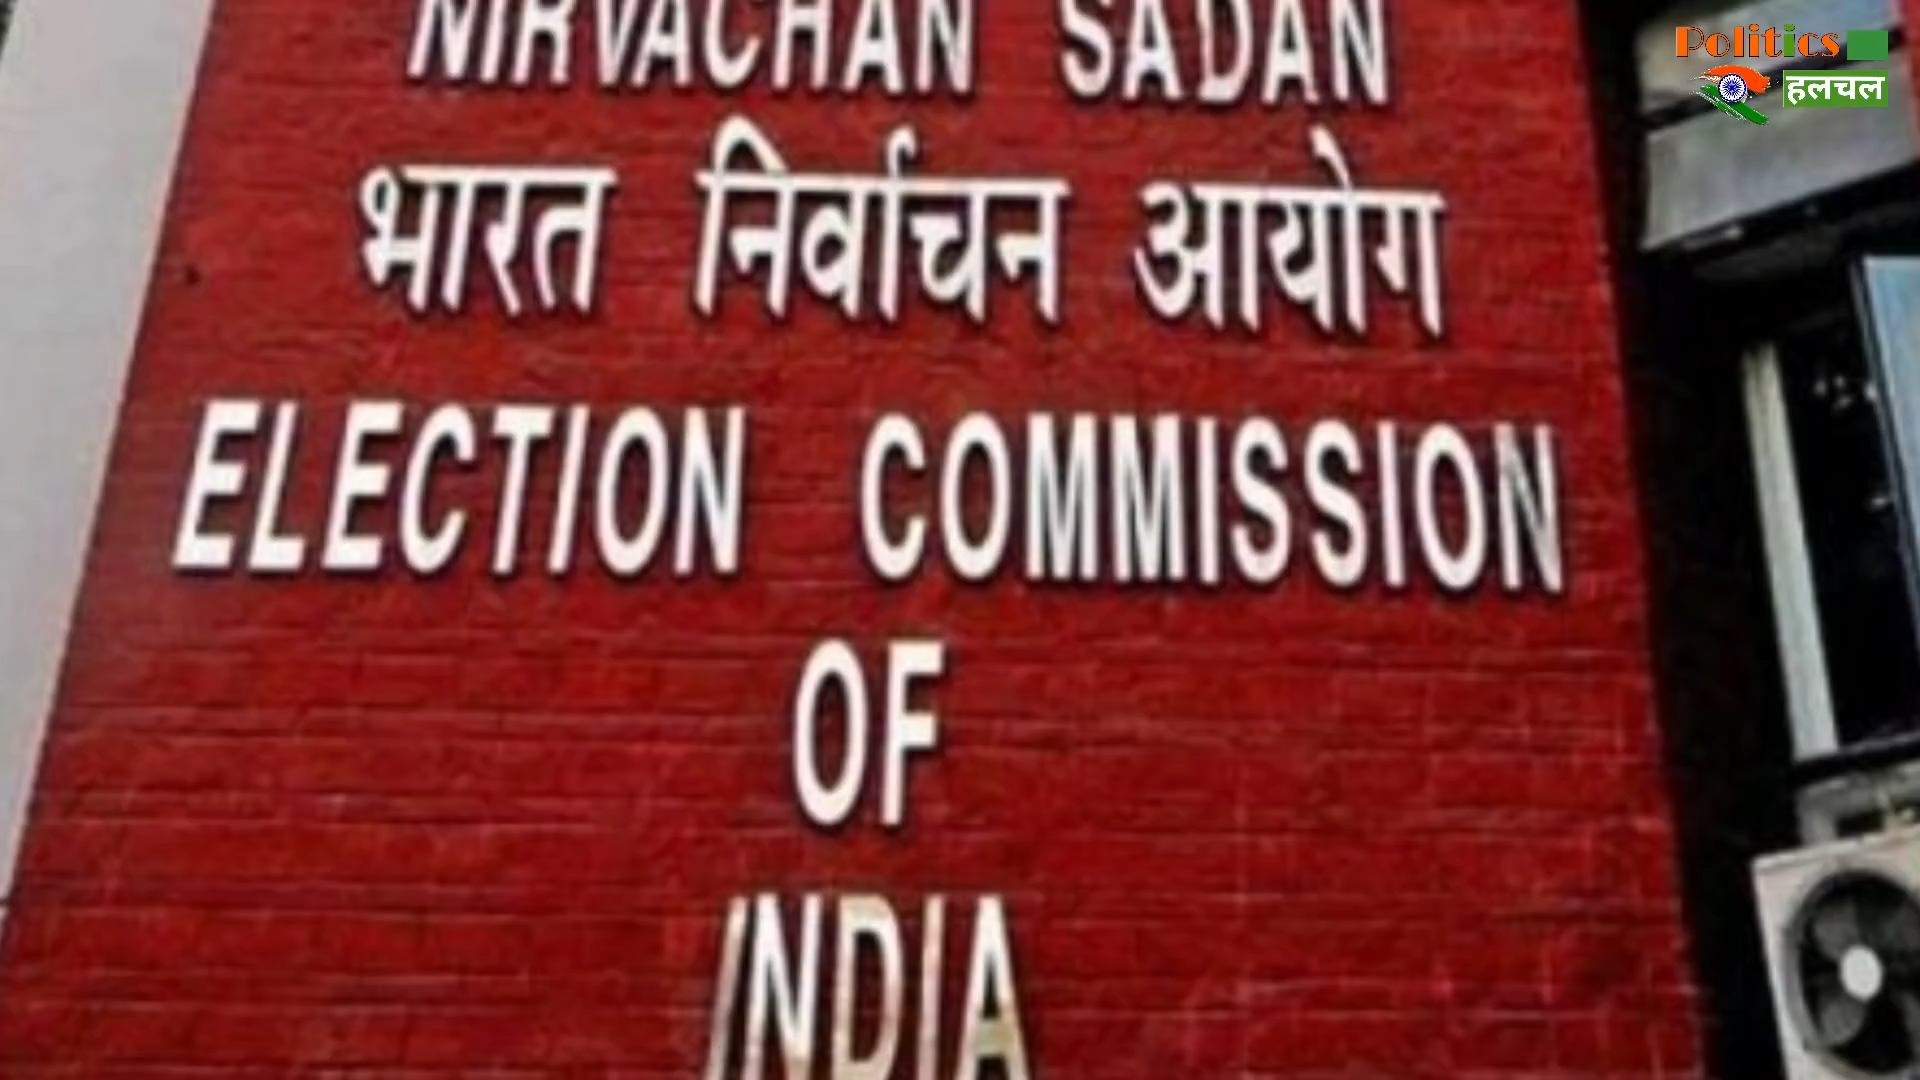 NIRVACHAN SADAN
भारत निर्वाचन आयोग
ELECTION COMMISSION
OF
INDIA
Politics
हलचल